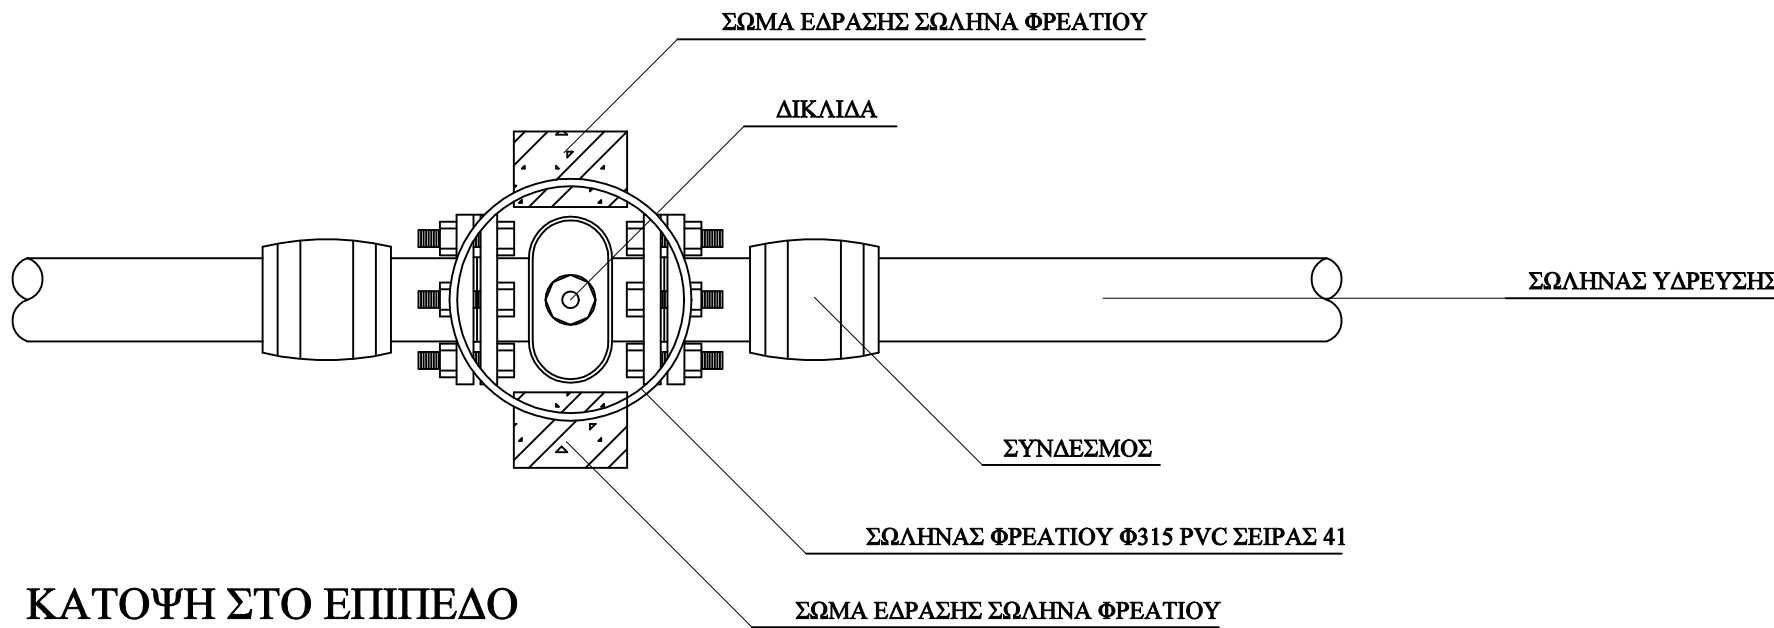 ΣΩΜΑ ΕΔΡΑΣΗΣ ΣΩΛΗΝΑ ΦΡΕΑΤΙΟΥ
ΔΙΚΛΙΔΑ
ΣΩΛΗΝΑΣ ΥΔΡΕΥΣΗΣ
ΣΥΝΔΕΣΜΟΣ
ΣΩΛΗΝΑΣ ΦΡΕΑΤΙΟΥ Φ315 PVC ΣΕΙΡΑΣ 41
ΚΑΤΟΨΗ ΣΤΟ ΕΠΙΠΕΔΟ
ΣΩΜΑ ΕΔΡΑΣΗΣ ΣΩΛΗΝΑ ΦΡΕΑΤΙΟΥ